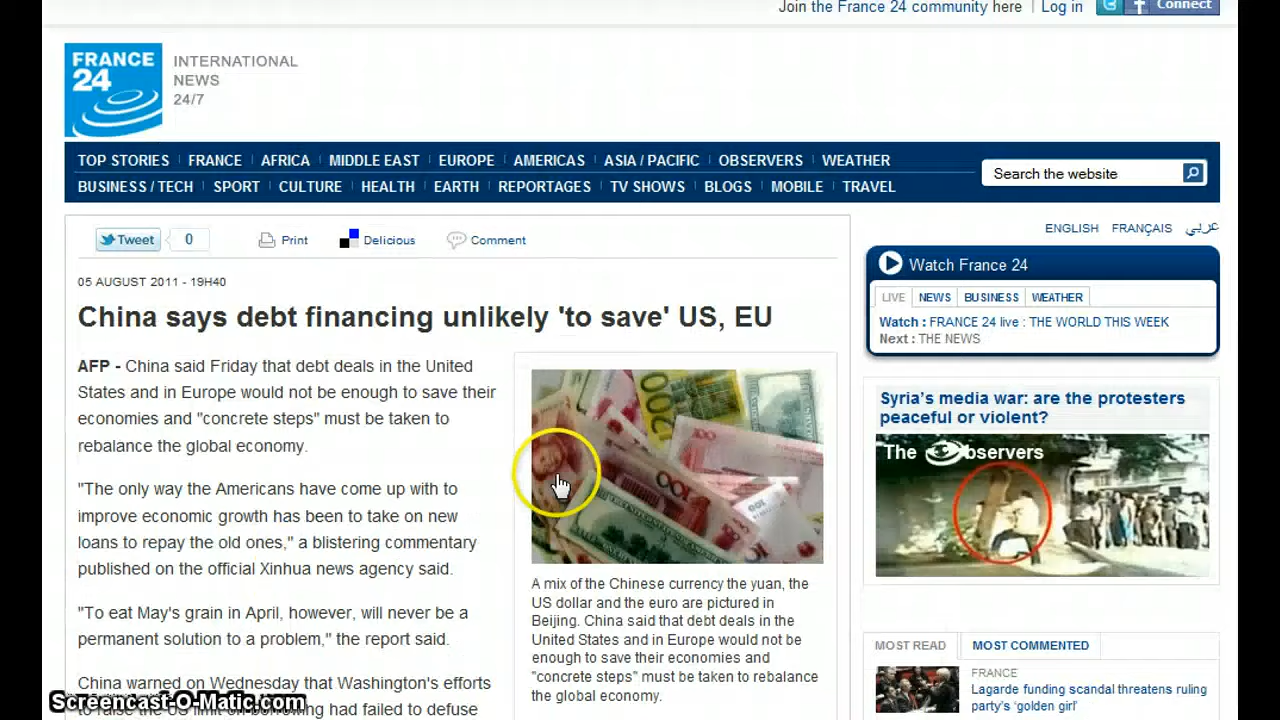 Join the France 24 community here | Log in
Connect
FRANCE
24
INTERNATIONAL
NEWS
24/7
TOP STORIES FRANCE AFRICA MIDDLE EAST EUROPE AMERICAS ASIA / PACIFIC OBSERVERS WEATHER
BUSINESS / TECH SPORT CULTURE HEALTH EARTH REPORTAGES TV SHOWS BLOGS MOBILE TRAVEL
Search the website
Tweet 0 Print Delicious Comment
ENGLISH FRANÇAIS عربي
05 AUGUST 2011 - 19H40
China says debt financing unlikely 'to save' US, EU
AFP - China said Friday that debt deals in the United
States and in Europe would not be enough to save their
economies and "concrete steps" must be taken to
rebalance the global economy.
"The only way the Americans have come up with to
improve economic growth has been to take on new
loans to repay the old ones," a blistering commentary
published on the official Xinhua news agency said.
"To eat May's grain in April, however, will never be a
permanent solution to a problem," the report said.
China warned on Wednesday that Washington's efforts
had failed to defuse
200
100
100
A mix of the Chinese currency the yuan, the
US dollar and the euro are pictured in
Beijing. China said that debt deals in the
United States and in Europe would not be
enough to save their economies and
"concrete steps" must be taken to rebalance
the global economy.
Watch France 24
LIVE NEWS BUSINESS WEATHER
Watch : FRANCE 24 live : THE WORLD THIS WEEK
Next : THE NEWS
Syria's media war: are the protesters
peaceful or violent?
The Observers
MOST READ MOST COMMENTED
FRANCE
Lagarde funding scandal threatens ruling
party's 'golden girl'
Screencast-O-Matic.com